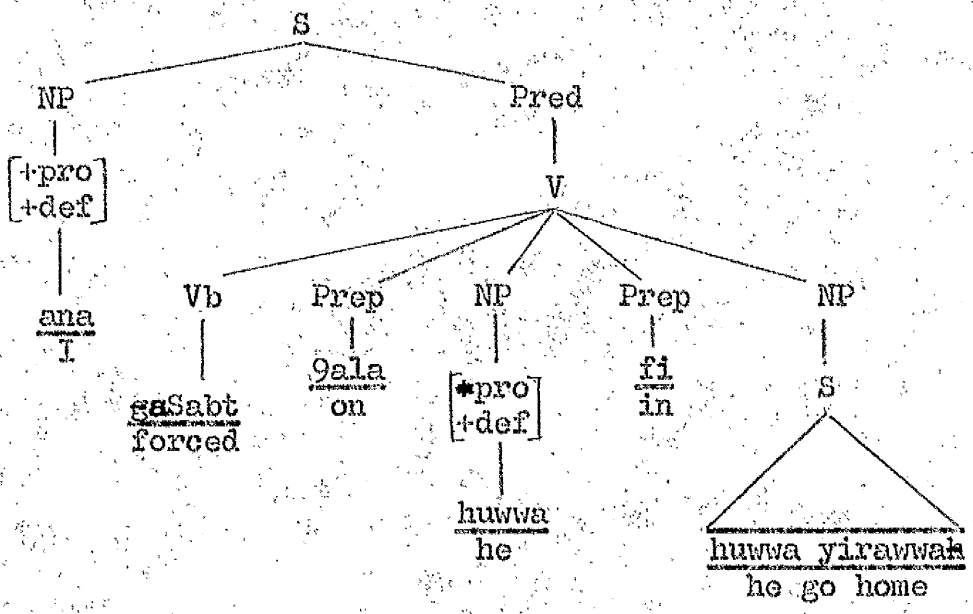 S
NP Pred
[+pro
+def]
V
Vb Prep NP Prep NP
ana
I
9ala
on
fi
in
gaSabt
forced
[+pro
+def]
S
huwwa
he
huwwa yirawwaħ
he go home